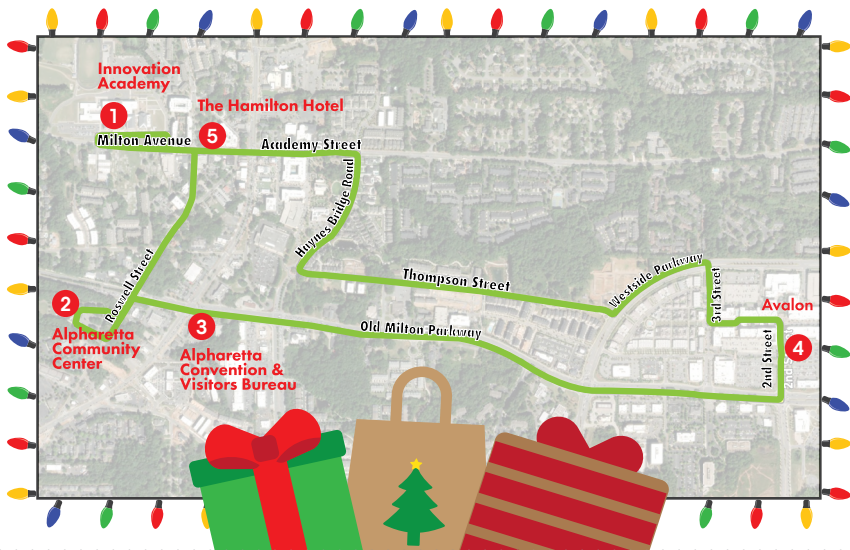 Innovation
Academy
1
The Hamilton Hotel
5
Milton Avenue
Academy Street
Haynes Bridge Road
Roswell Street
Thompson Street
Westside Parkway
3rd Street
Avalon
2
Alpharetta
Community
Center
3
Alpharetta
Convention &
Visitors Bureau
Old Milton Parkway
2nd Street
2nd S
4